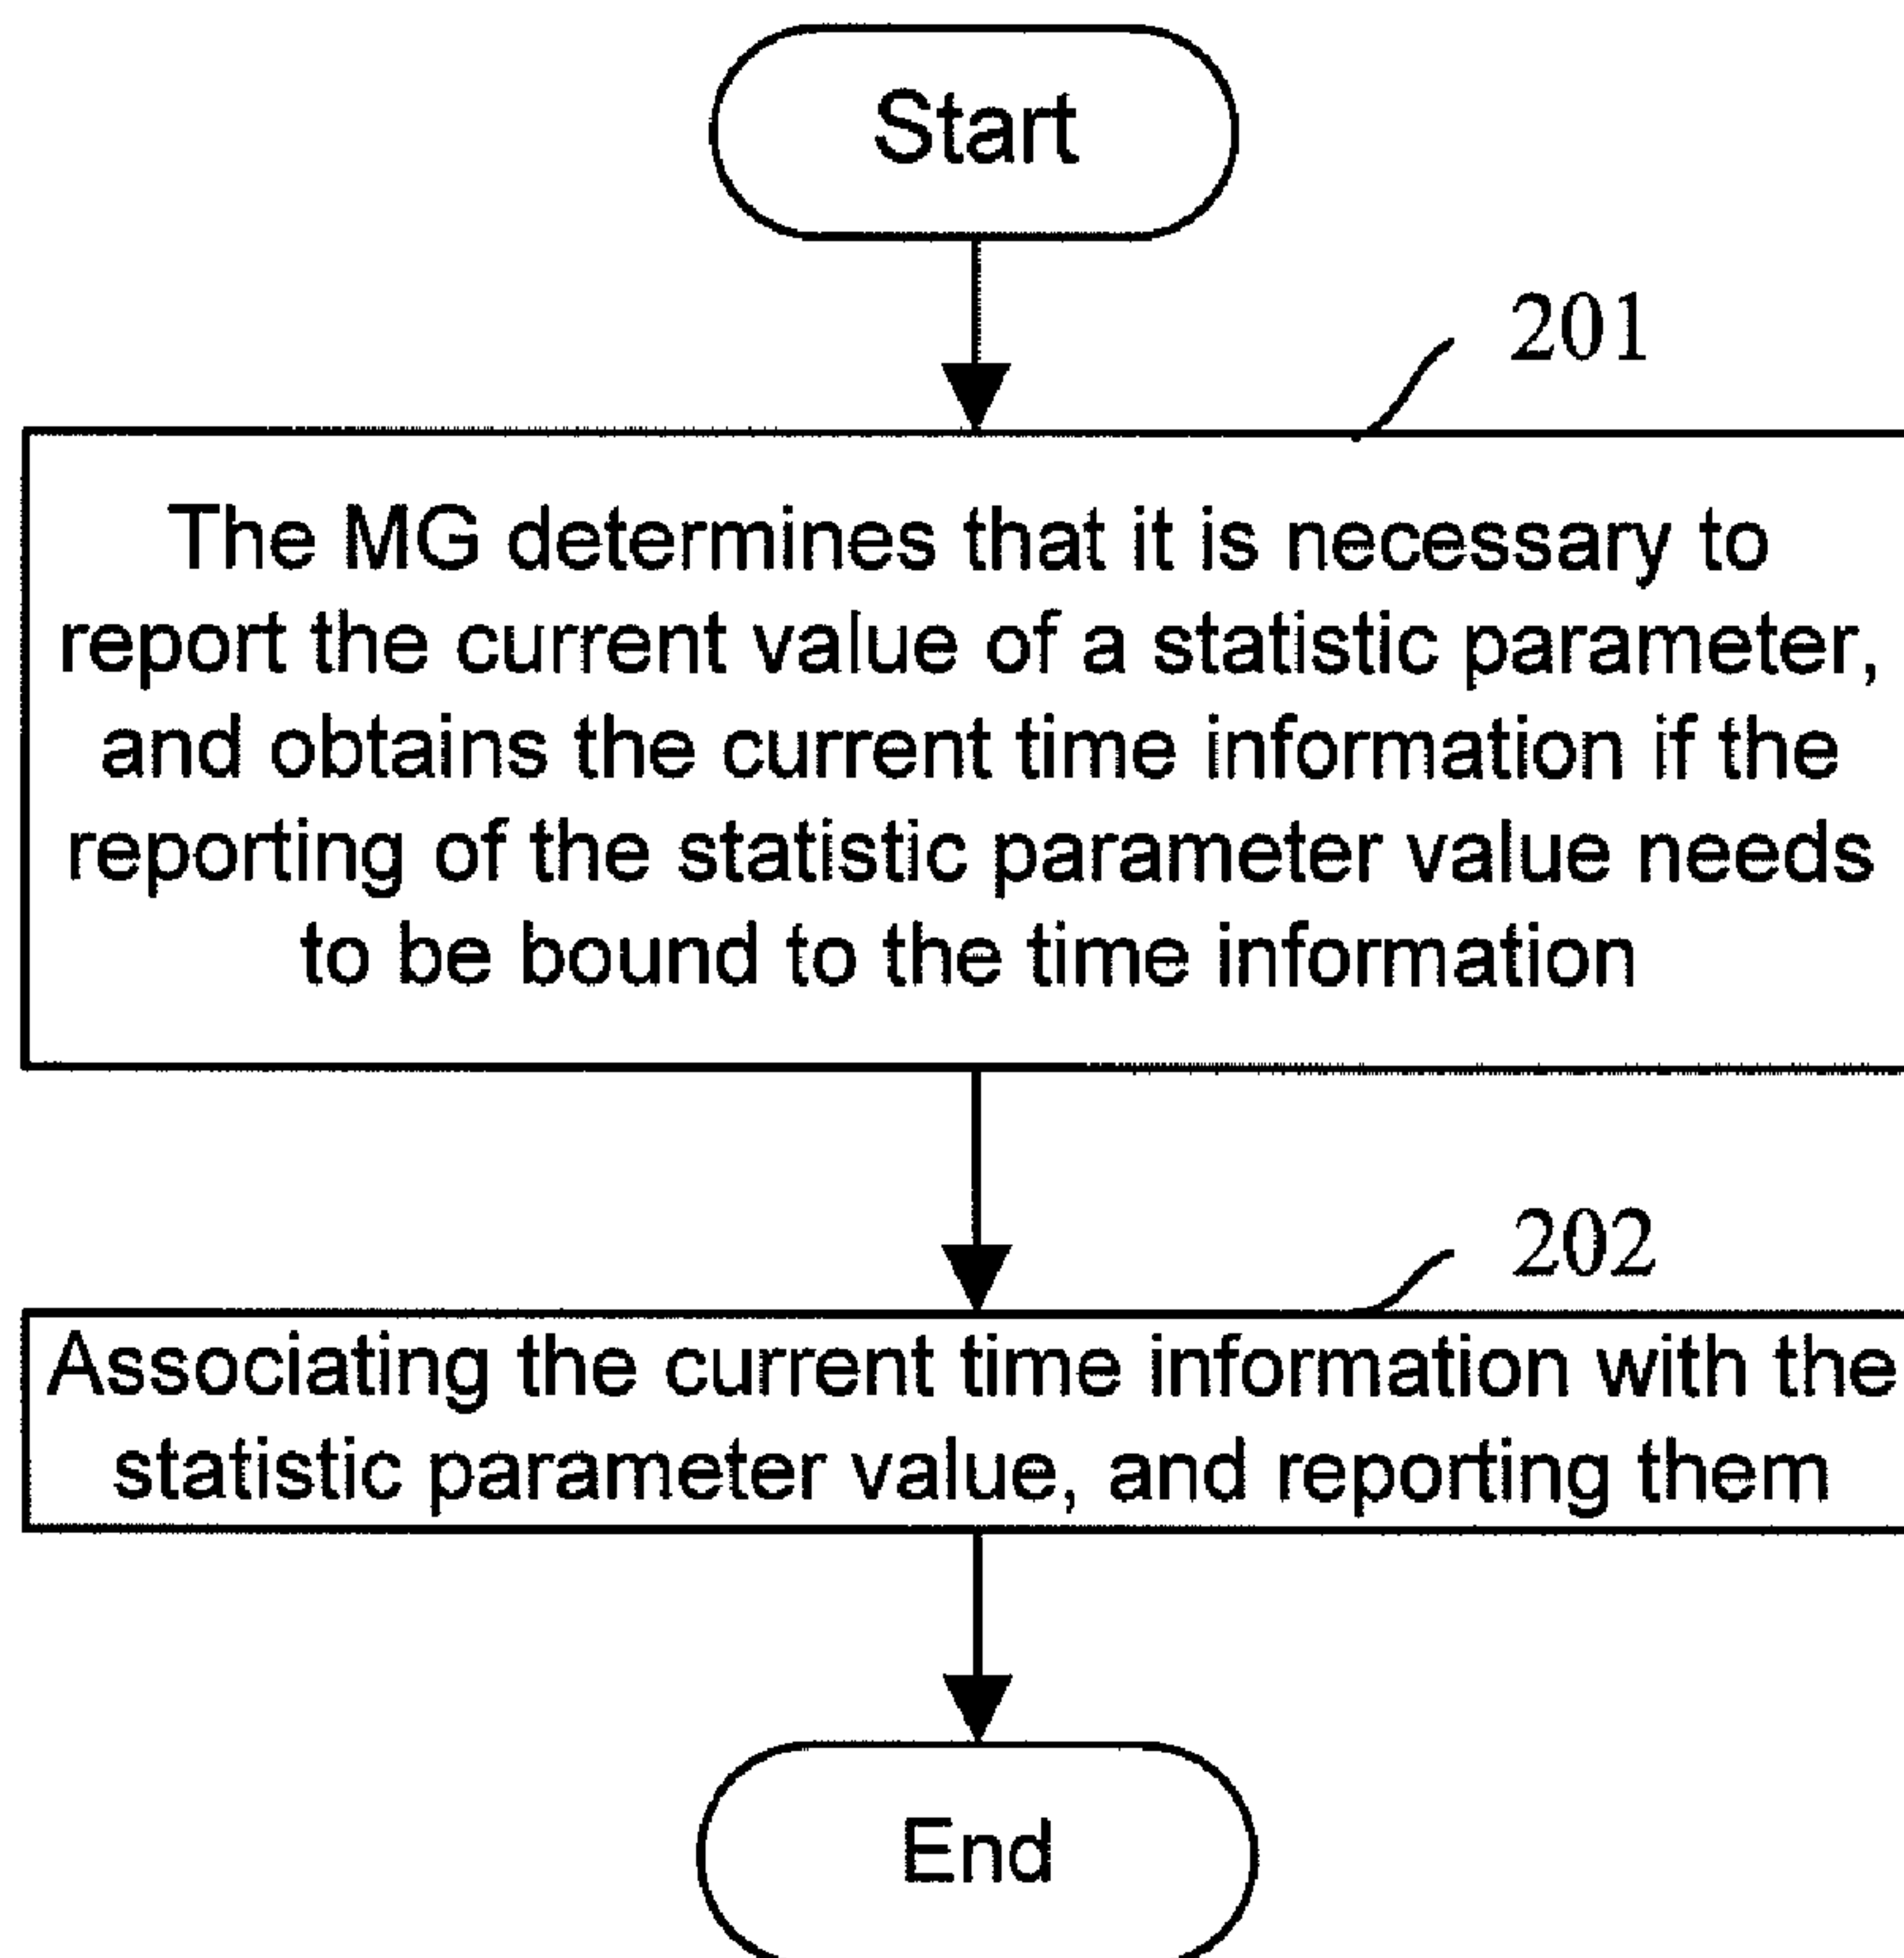 Start
201
The MG determines that it is necessary to
report the current value of a statistic parameter,
and obtains the current time information if the
reporting of the statistic parameter value needs
to be bound to the time information
202
Associating the current time information with the
statistic parameter value, and reporting them
End